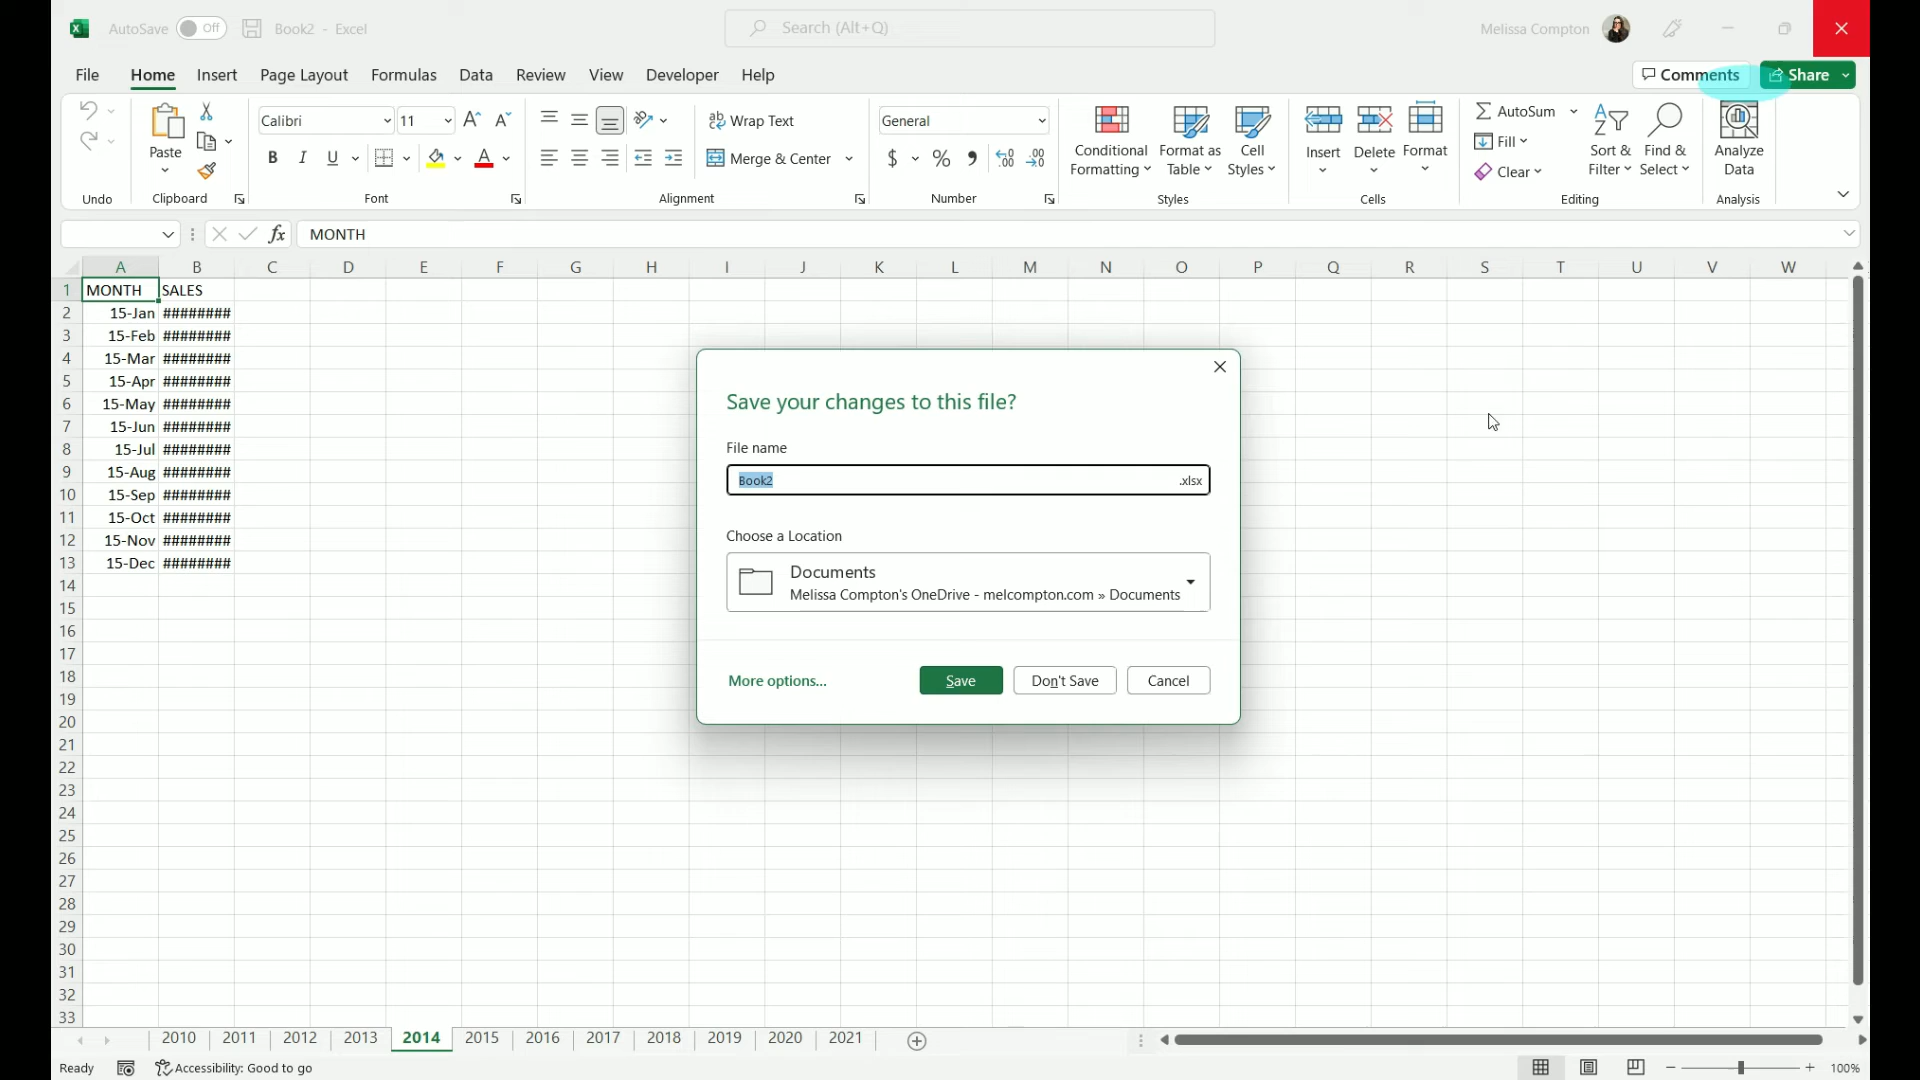 AutoSave Off Book2 - Excel Search (Alt+Q) Melissa Compton
File Home Insert Page Layout Formulas Data Review View Developer Help Comments Share
Calibri 11 Wrap Text General AutoSum
Paste Conditional Formatting Format as Table Cell Styles Insert Delete Format Fill Sort & Filter Find & Select Analyze Data
B I U A Merge & Center $ % Clear
Undo Clipboard Font Alignment Number Styles Cells Editing Analysis
fx MONTH
A B C D E F G H I J K L M N O P Q R S T U V W
1 MONTH SALES
2 15-Jan ########
3 15-Feb ########
4 15-Mar ########
5 15-Apr ########
6 15-May ########
7 15-Jun ########
8 15-Jul ########
9 15-Aug ########
10 15-Sep ########
11 15-Oct ########
12 15-Nov ########
13 15-Dec ########
14
15
16
17
18
19
20
21
22
23
24
25
26
27
28
29
30
31
32
33
Save your changes to this file?
File name
Book2 .xlsx
Choose a Location
Documents
Melissa Compton's OneDrive - melcompton.com » Documents
More options... Save Don't Save Cancel
2010 2011 2012 2013 2014 2015 2016 2017 2018 2019 2020 2021
Ready Accessibility: Good to go 100%